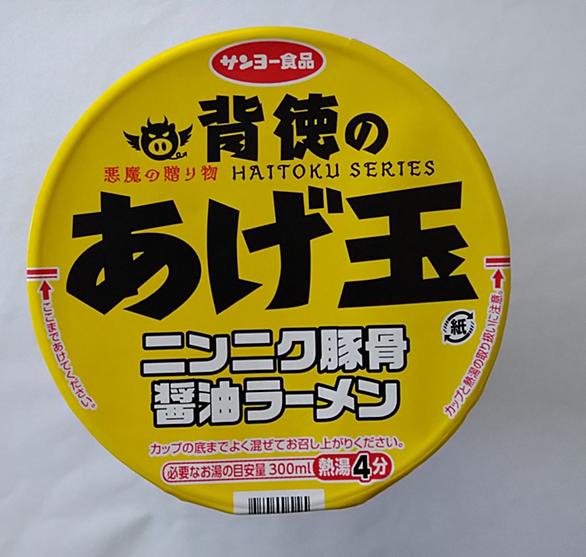 サンヨー食品
背徳の
悪魔の贈り物 HAITOKU SERIES
あげ玉
ここまであけてください。
紙
カップと熱湯の取り扱いに注意。
ニンニク豚骨
醤油ラーメン
カップの底までよく混ぜてお召し上がりください。
必要なお湯の目安量 300ml 熱湯4分